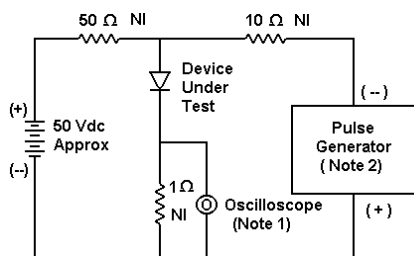 50 Ω NI
10 Ω NI
Device
Under
Test
(+)
50 Vdc
Approx
(--)
1Ω
NI
Oscilloscope
(Note 1)
(--)
Pulse
Generator
(Note 2)
(+)